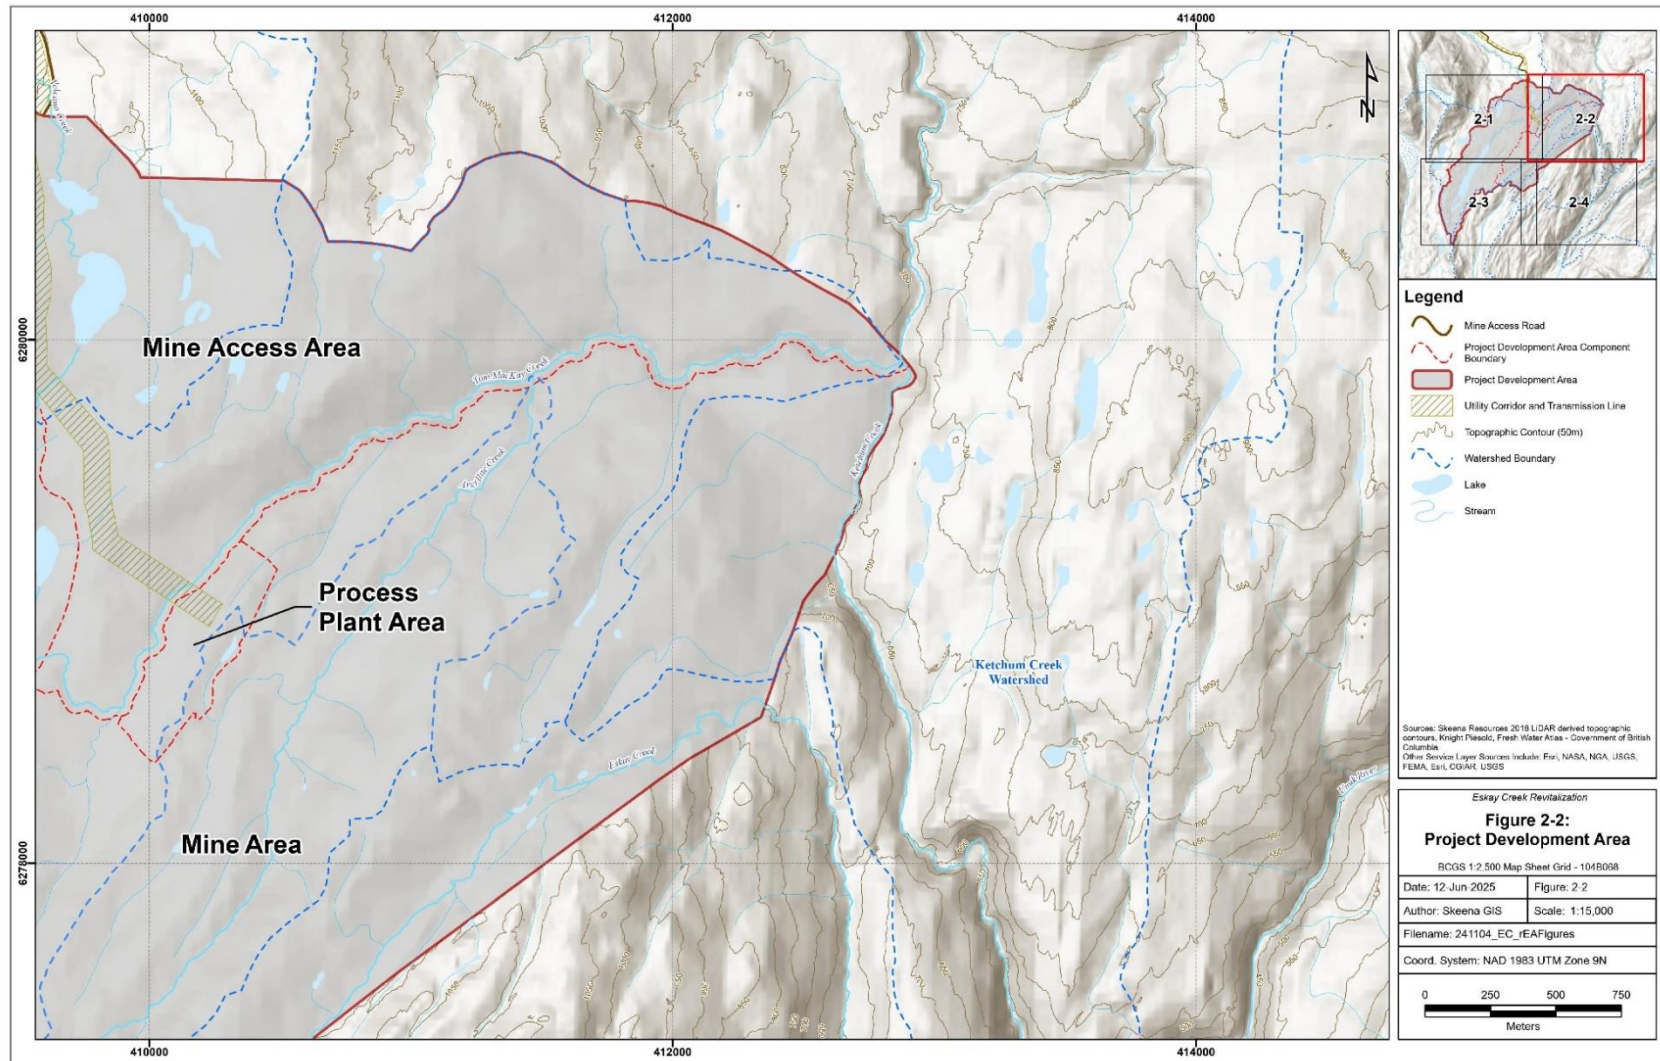 410000
412000
414000
6280000
6278000
410000
412000
414000
Mine Access Area
Process
Plant Area
Mine Area
Tom MacKay Creek
Ketchum Creek
Eskay Creek
Ketchum Creek
Watershed
N
2-1
2-2
2-3
2-4
Legend
Mine Access Road
Project Development Area Component
Boundary
Project Development Area
Utility Corridor and Transmission Line
Topographic Contour (50m)
Watershed Boundary
Lake
Stream
Sources: Skeena Resources 2018 LiDAR derived topographic
contours, Knight Piésold, Fresh Water Atlas - Government of British
Columbia
Other Service Layer Sources Include: Esri, NASA, NGA, USGS,
FEMA, Esri, CGIAR, USGS
Eskay Creek Revitalization
Figure 2-2:
Project Development Area
BCGS 1:2,500 Map Sheet Grid - 104B068
Date: 12-Jun-2025
Figure: 2-2
Author: Skeena GIS
Scale: 1:15,000
Filename: 241104_EC_rEAFigures
Coord. System: NAD 1983 UTM Zone 9N
0 250 500 750
Meters